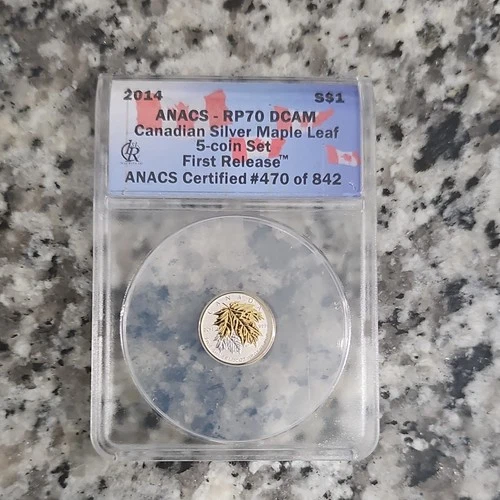 2014 S$1
ANACS - RP70 DCAM
Canadian Silver Maple Leaf
5-coin Set
First Release™
ANACS Certified #470 of 842
CANADA